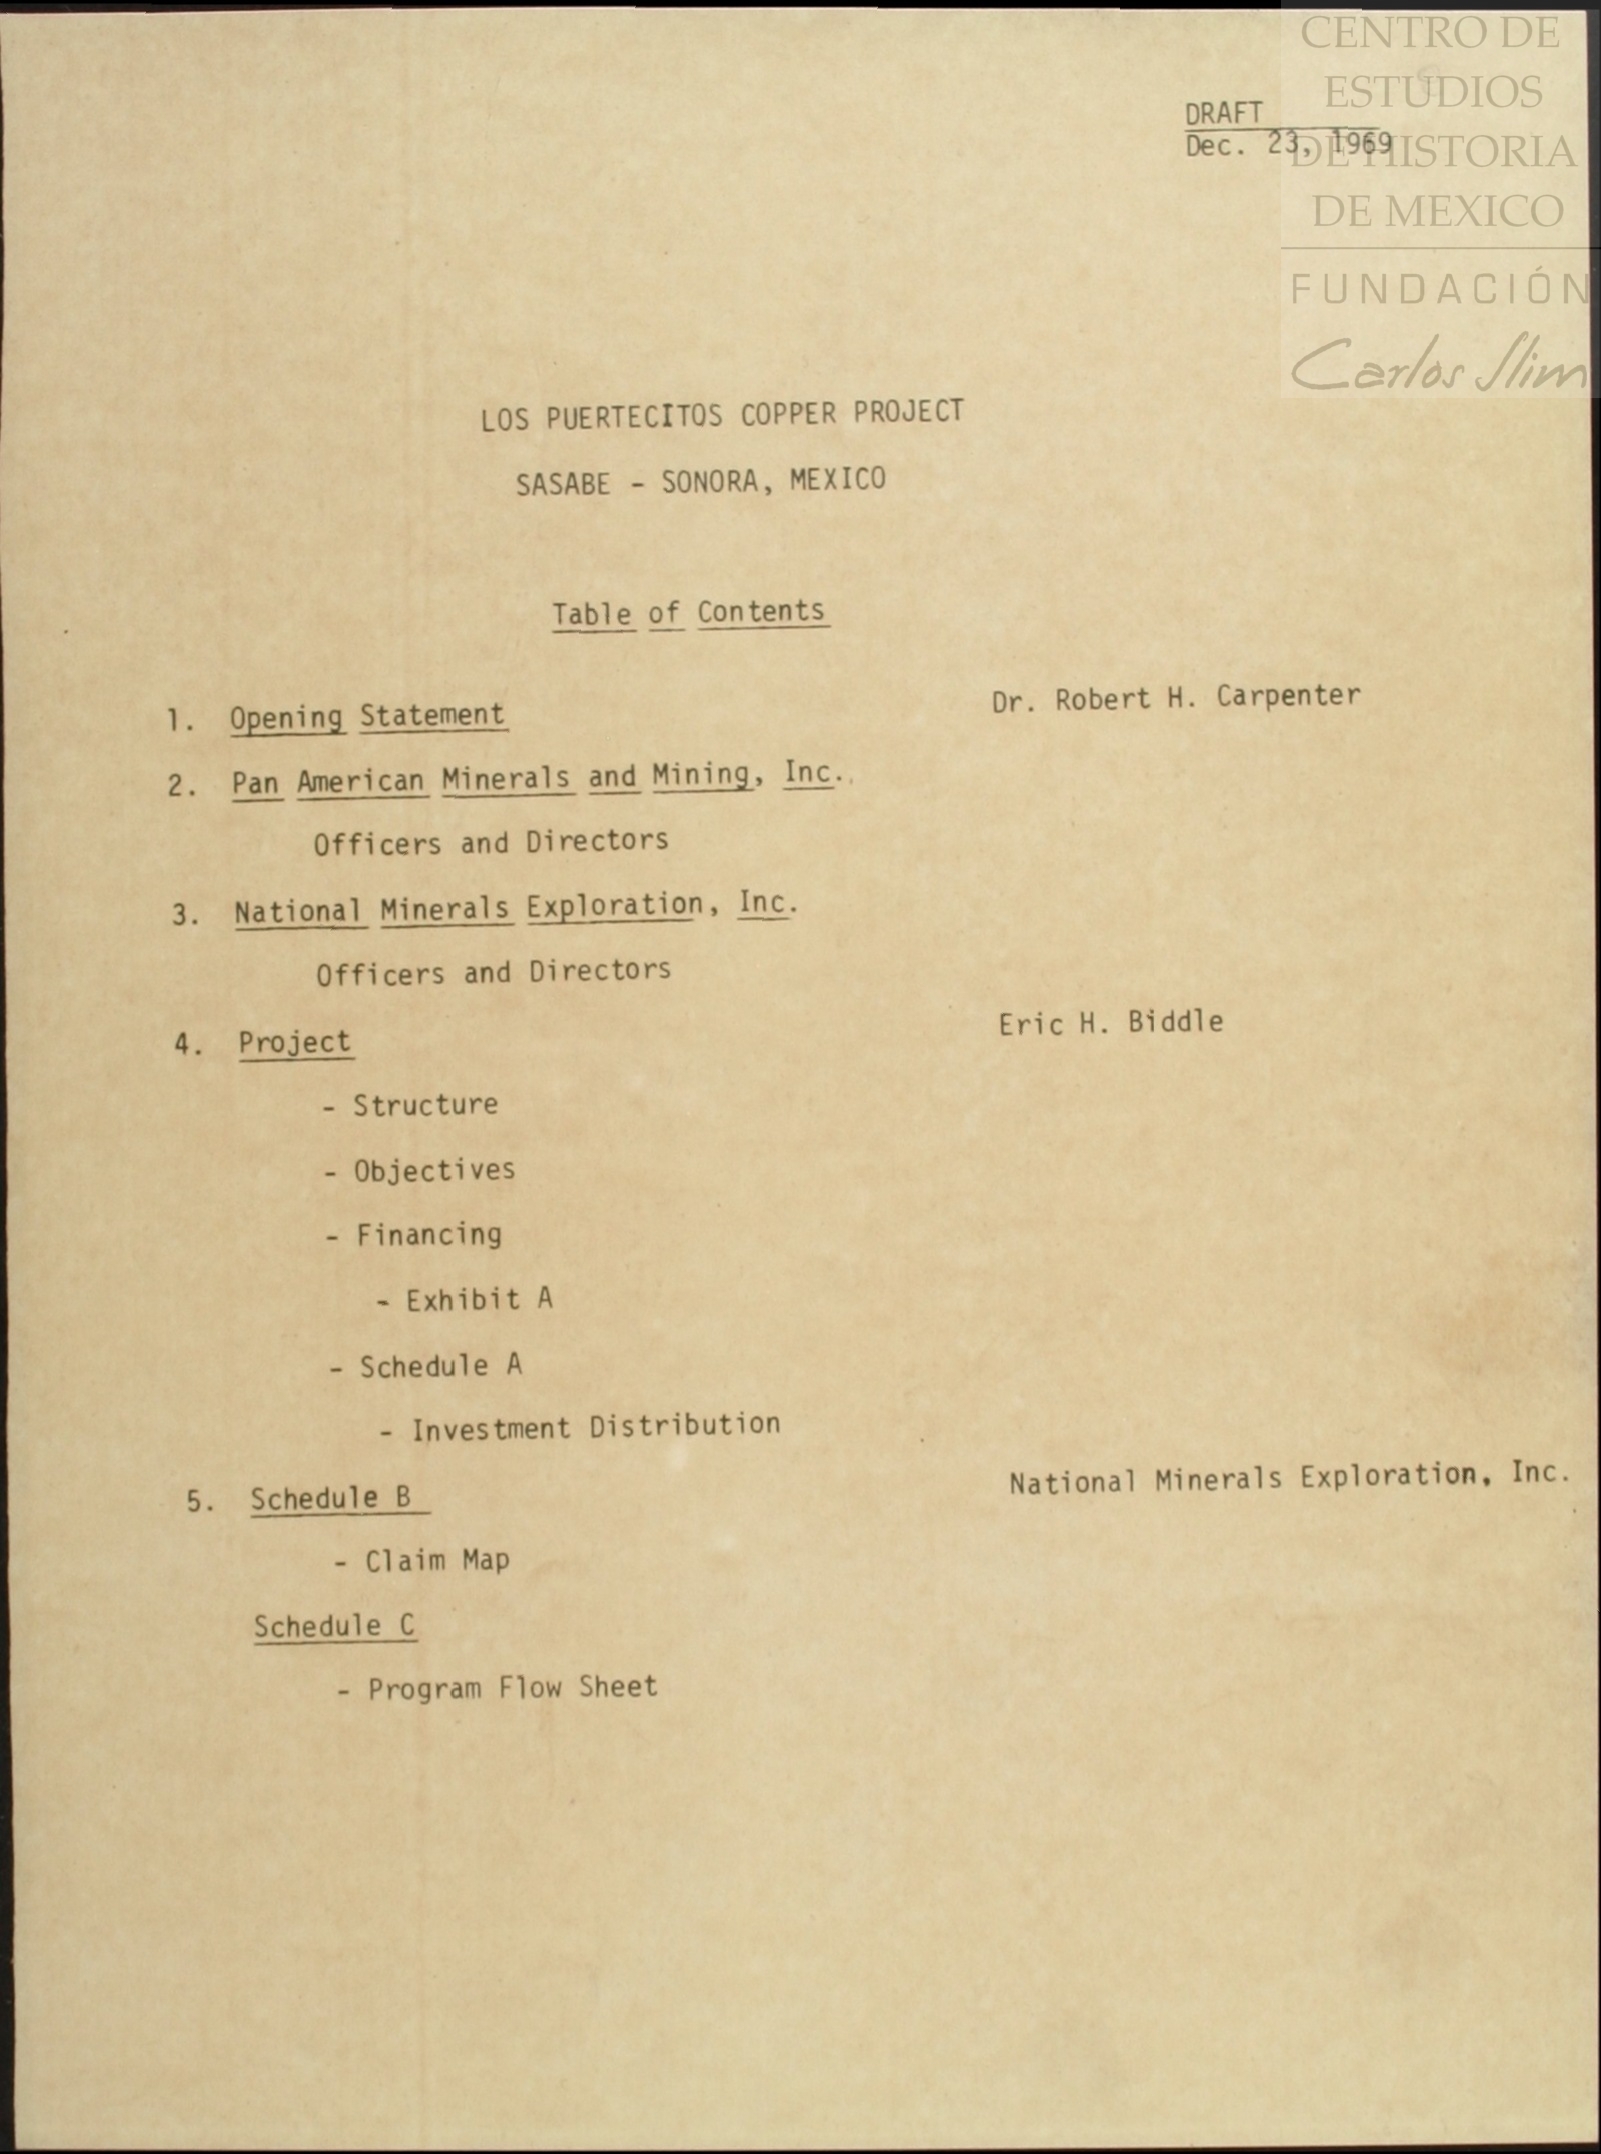 CENTRO DE
ESTUDIOS
DE HISTORIA
DE MEXICO
FUNDACIÓN
Carlos Slim
DRAFT
Dec. 23, 1969
LOS PUERTECITOS COPPER PROJECT
SASABE - SONORA, MEXICO
Table of Contents
1. Opening Statement Dr. Robert H. Carpenter
2. Pan American Minerals and Mining, Inc.
Officers and Directors
3. National Minerals Exploration, Inc.
Officers and Directors
4. Project Eric H. Biddle
- Structure
- Objectives
- Financing
- Exhibit A
- Schedule A
- Investment Distribution
5. Schedule B National Minerals Exploration, Inc.
- Claim Map
Schedule C
- Program Flow Sheet